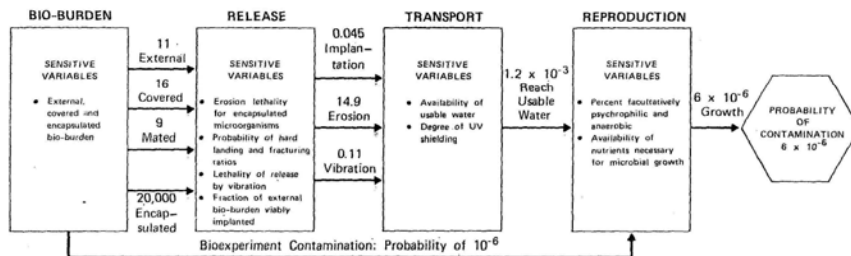 BIO-BURDEN
SENSITIVE
VARIABLES
• External,
covered and
encapsulated
bio-burden
11
External
16
Covered
9
Mated
20,000
Encap-
sulated
RELEASE
SENSITIVE
VARIABLES
• Erosion lethality
for encapsulated
microorganisms
• Probability of hard
landing and fracturing
ratios
• Lethality of release
by vibration
• Fraction of external
bio-burden viably
implanted
0.045
Implan-
tation
14.9
Erosion
0.11
Vibration
TRANSPORT
SENSITIVE
VARIABLES
• Availability of
usable water
• Degree of UV
shielding
1.2 x 10⁻³
Reach
Usable
Water
REPRODUCTION
SENSITIVE
VARIABLES
• Percent facultatively
psychrophilic and
anaerobic
• Availability of
nutrients necessary
for microbial growth
6 x 10⁻⁶
Growth
PROBABILITY
OF
CONTAMINATION
6 x 10⁻⁶
Bioexperiment Contamination: Probability of 10⁻⁶